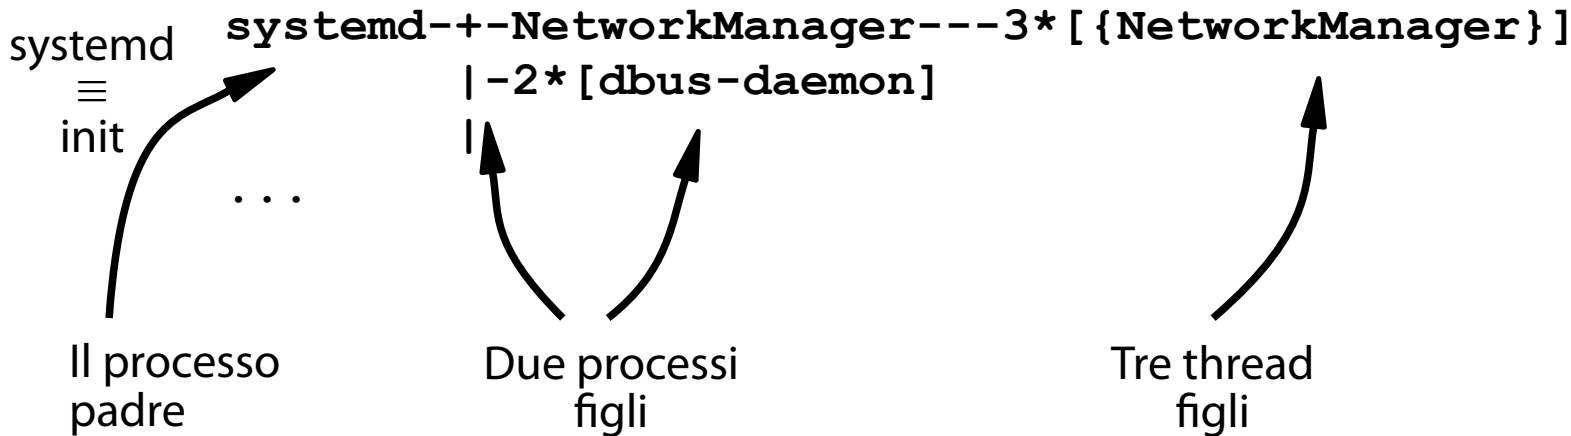 systemd
≡
init
systemd-+-NetworkManager---3*[{NetworkManager}]
|-2*[dbus-daemon]
|
...
Il processo
padre
Due processi
figli
Tre thread
figli